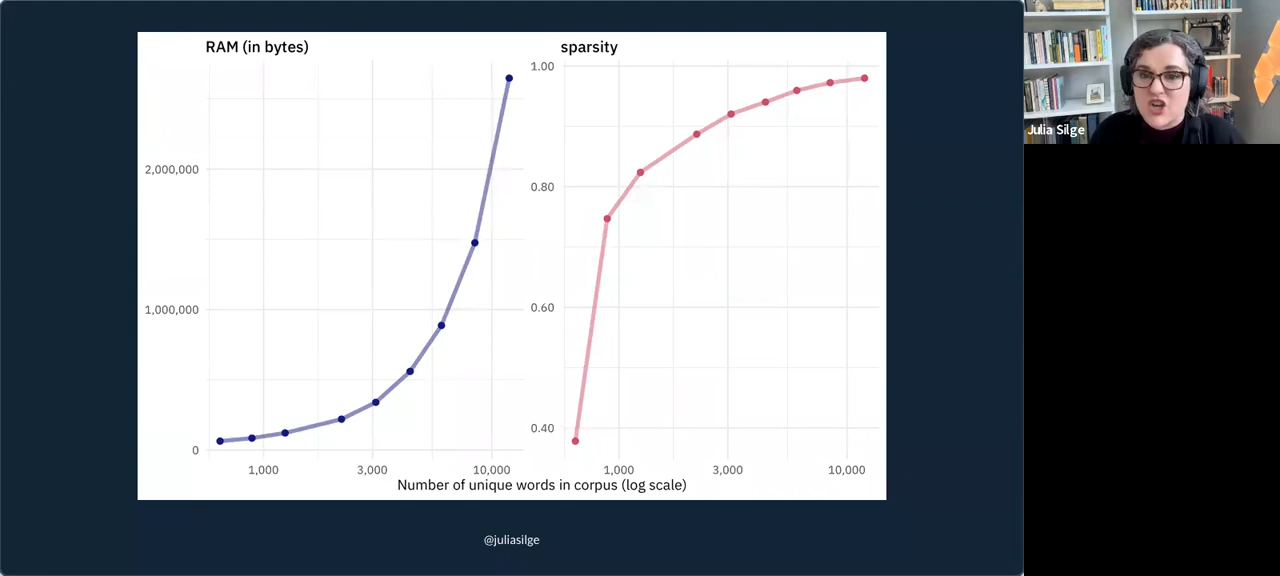 RAM (in bytes)
2,000,000
1,000,000
0
1,000
3,000
10,000
sparsity
1.00
0.80
0.60
0.40
1,000
3,000
10,000
Number of unique words in corpus (log scale)
@juliasilge
Julia Silge